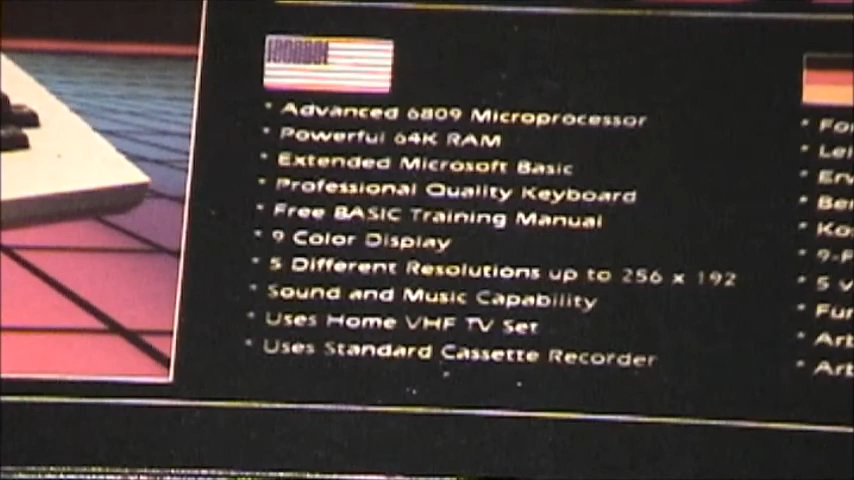 * Advanced 6809 Microprocessor
* Powerful 64K RAM
* Extended Microsoft Basic
* Professional Quality Keyboard
* Free BASIC Training Manual
* 9 Color Display
* 5 Different Resolutions up to 256 x 192
* Sound and Music Capability
* Uses Home VHF TV Set
* Uses Standard Cassette Recorder